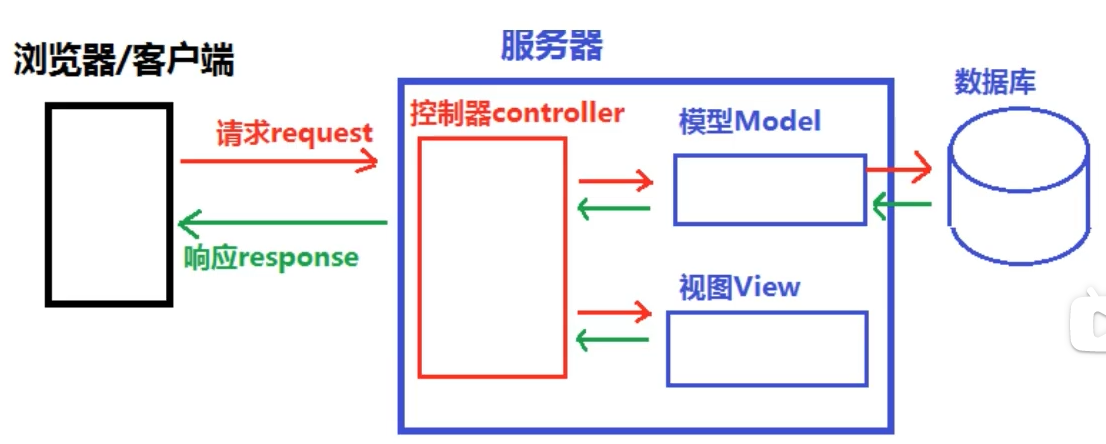 浏览器/客户端
服务器
数据库
请求request
控制器controller
模型Model
响应response
视图View